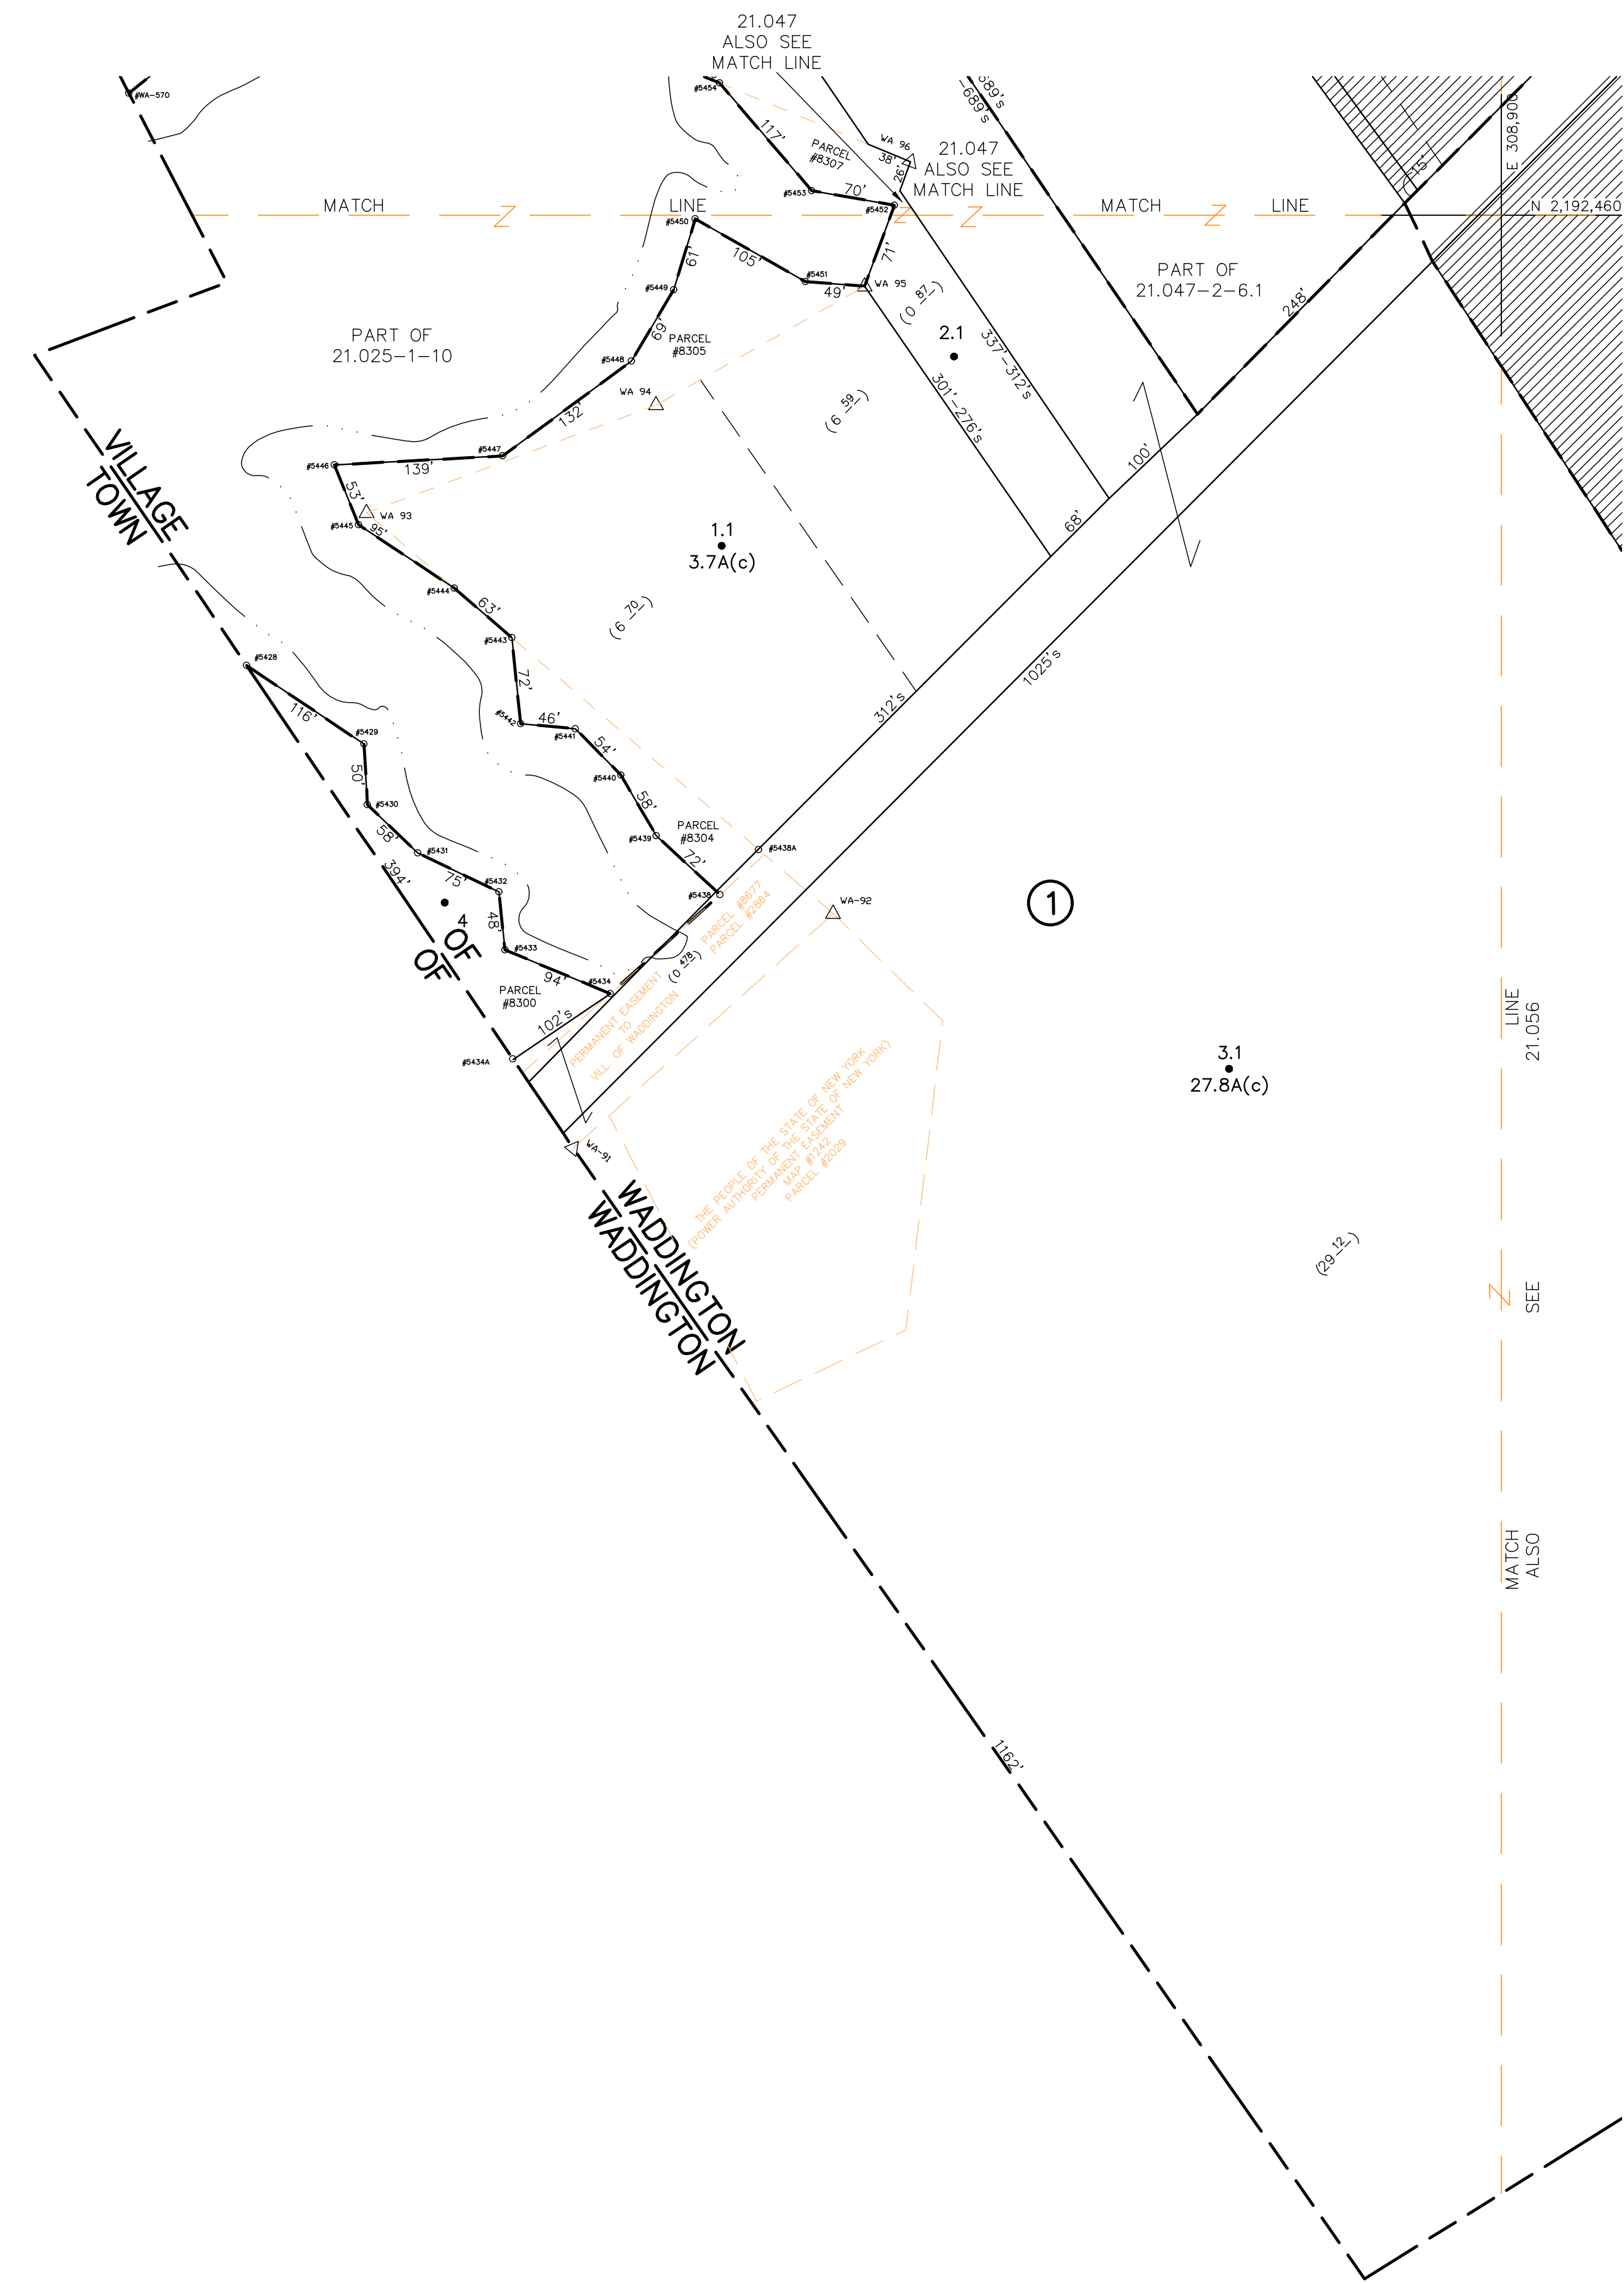 21.047
ALSO SEE
MATCH LINE
#WA-570
#5454
117'
PARCEL
#8307
WA 96
38'
26'
21.047
ALSO SEE
MATCH LINE
689's
-689's
15'
E 308,900
N 2,192,460
MATCH
LINE
MATCH
LINE
#5453
70'
#5452
#5450
61'
105'
#5451
49'
71'
WA 95
(0 87)
2.1
PART OF
21.047-2-6.1
248'
#5449
69'
PARCEL
#8305
PART OF
21.025-1-10
#5448
WA 94
132'
337'-312's
301'-276's
(6 59)
#5447
#5446
139'
53'
WA 93
#5445
95'
100'
68'
VILLAGE
TOWN
1.1
3.7A(c)
#5444
63'
(6 70)
#5443
#5428
72'
1025's
312's
116'
#5442
46'
#5441
#5429
54'
50'
#5440
#5430
58'
58'
PARCEL
#8304
#5439
#5431
72'
#5438A
394'
75'
#5432
#5438
PARCEL #8677
PARCEL #2864
WA-92
1
4
48'
OF
OF
#5433
94'
#5434
(0 478)
PARCEL
#8300
PERMANENT EASEMENT
TO
VILL. OF WADDINGTON
102's
#5434A
LINE
21.056
3.1
27.8A(c)
WA-91
THE PEOPLE OF THE STATE OF NEW YORK
(POWER AUTHORITY OF THE STATE OF NEW YORK)
PERMANENT EASEMENT
MAP #1242
PARCEL #2029
WADDINGTON
WADDINGTON
(29 12)
SEE
MATCH
ALSO
1162'